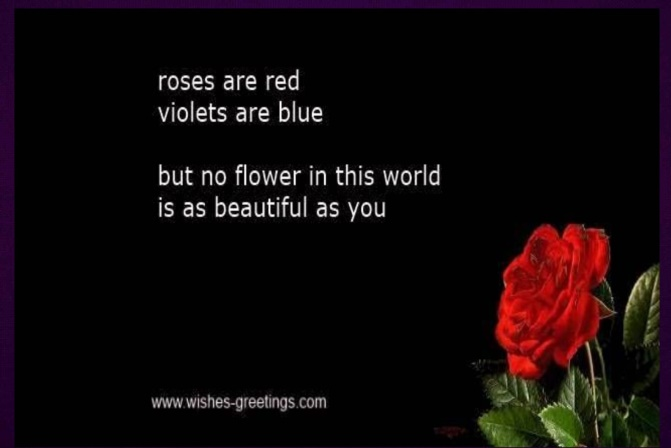 roses are red
violets are blue
but no flower in this world
is as beautiful as you
www.wishes-greetings.com